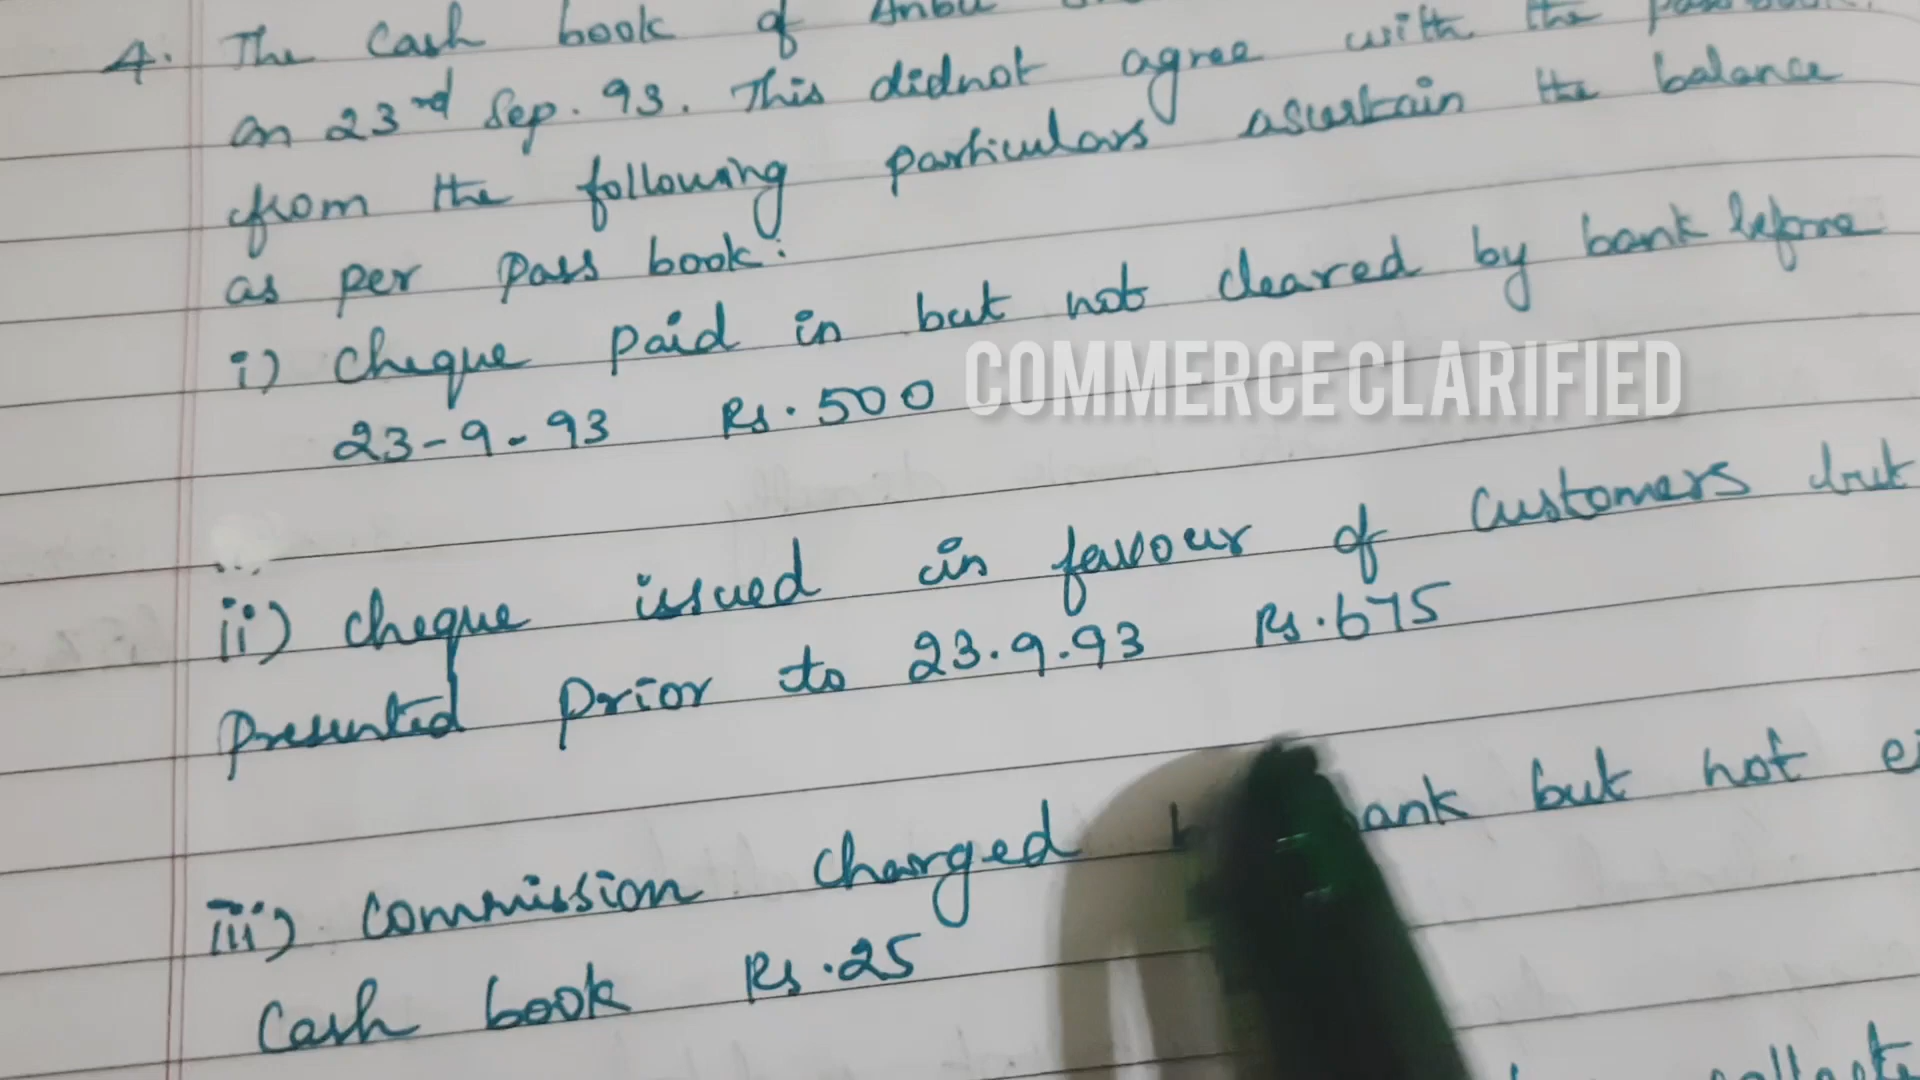 4. The Cash book of Anbu
on 23rd Sep. 93. This didnot agree with the
from the following particulars asurtain the balance
as per Pass book:
i) Cheque paid in but not cleared by bank before
23-9-93 Rs. 500
COMMERCE CLARIFIED
ii) cheque issued in favour of Customers but
Presented Prior to 23.9.93 Rs. 675
iii) Commission charged but not
Cash book Rs. 25